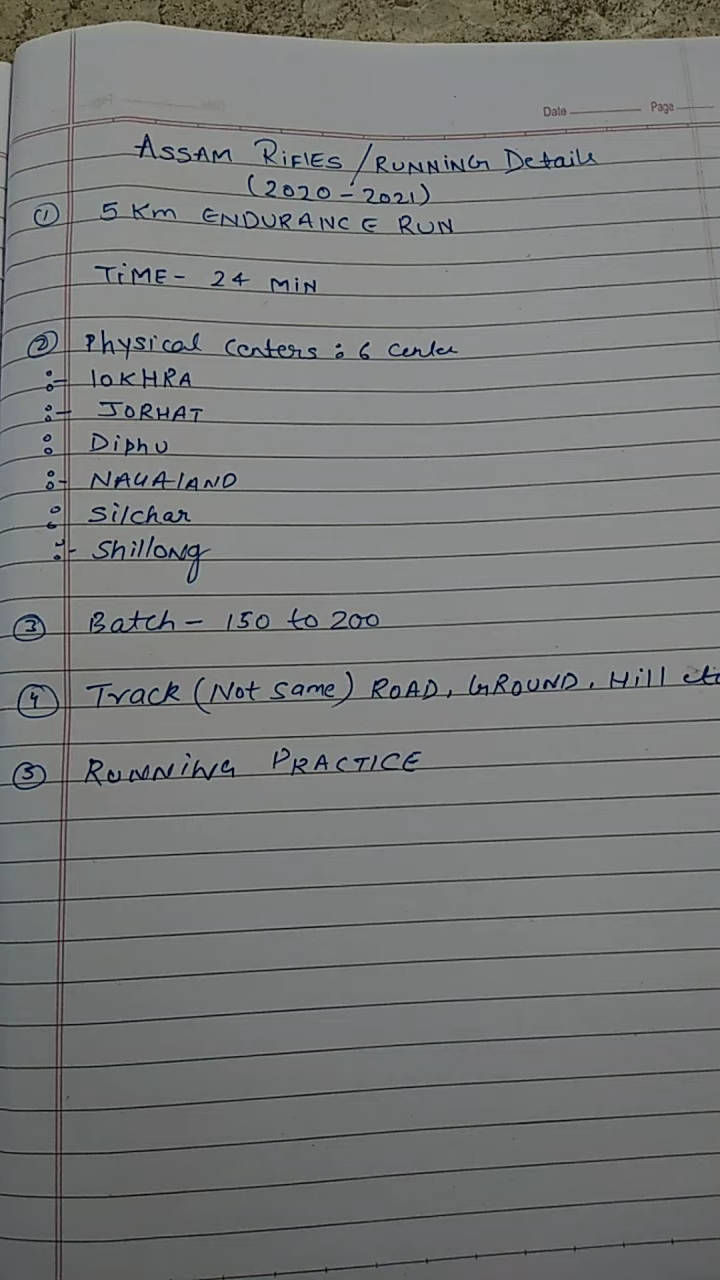 Date Page
ASSAM RIFlES / RUNNING Details
(2020-2021)
① 5 Km ENDURANCE RUN
TiME - 24 MiN
② Physical Centers : 6 Center
:- lOKHRA
:- JORHAT
: Diphu
:- NAGAlAND
: Silchar
:- Shillong
③ Batch - 150 to 200
④ Track (Not same) ROAD, GROUND, Hill etc
⑤ RUNNiNG PRACTICE